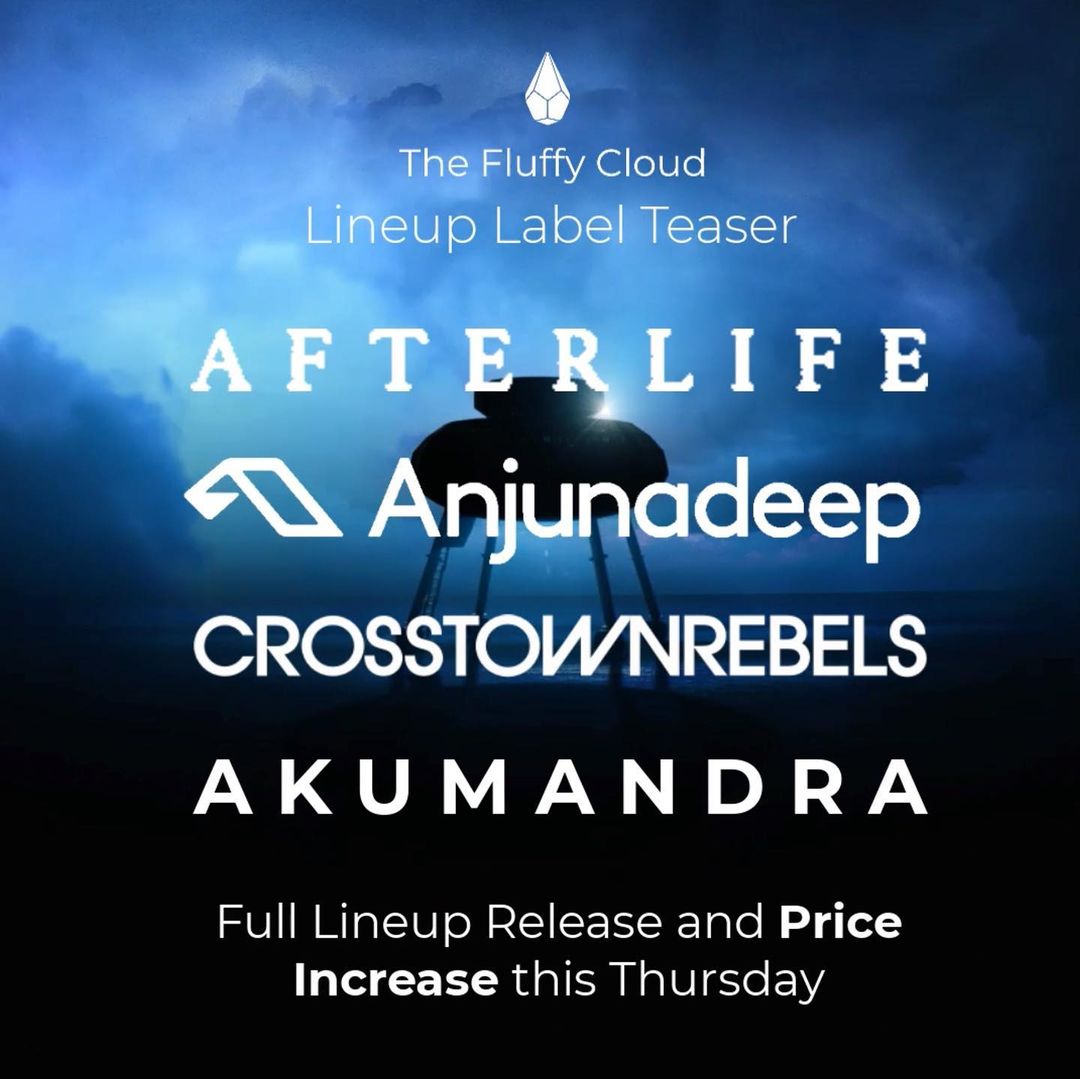 The Fluffy Cloud
Lineup Label Teaser
AFTERLIFE
Anjunadeep
CROSSTOWNREBELS
AKUMANDRA
Full Lineup Release and Price
Increase this Thursday